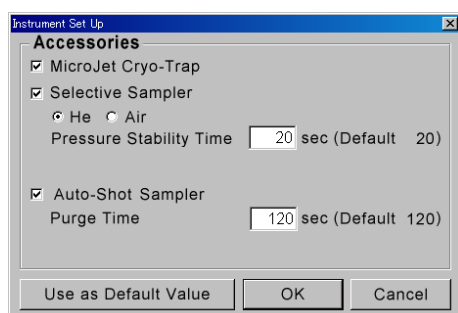 Instrument Set Up
Accessories
MicroJet Cryo-Trap
Selective Sampler
He Air
Pressure Stability Time 20 sec (Default 20)
Auto-Shot Sampler
Purge Time 120 sec (Default 120)
Use as Default Value OK Cancel